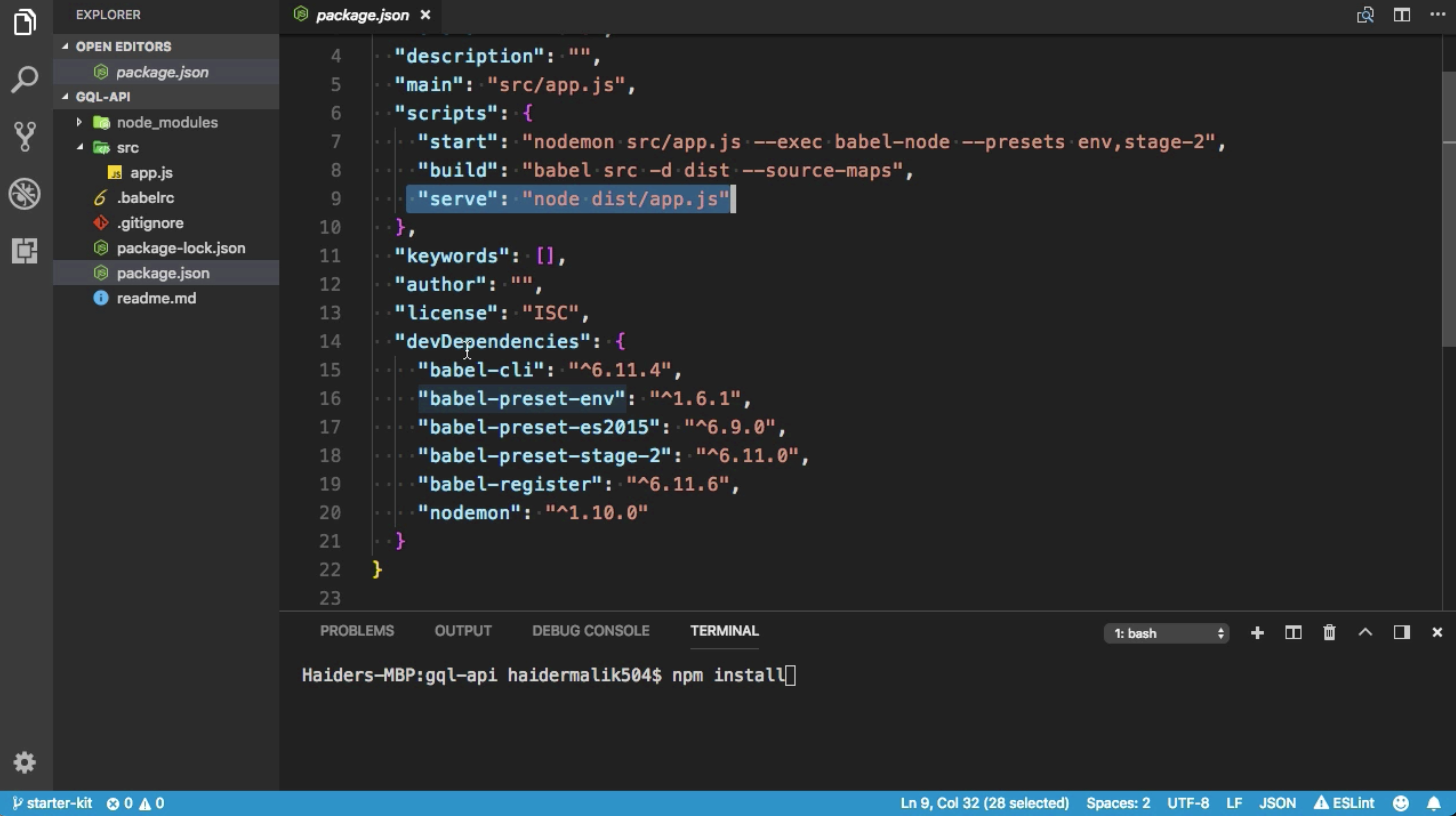 EXPLORER
OPEN EDITORS
package.json
GQL-API
node_modules
src
app.js
.babelrc
.gitignore
package-lock.json
package.json
readme.md
package.json
4 "description": "",
5 "main": "src/app.js",
6 "scripts": {
7 "start": "nodemon src/app.js --exec babel-node --presets env,stage-2",
8 "build": "babel src -d dist --source-maps",
9 "serve": "node dist/app.js"
10 },
11 "keywords": [],
12 "author": "",
13 "license": "ISC",
14 "devDependencies": {
15 "babel-cli": "^6.11.4",
16 "babel-preset-env": "^1.6.1",
17 "babel-preset-es2015": "^6.9.0",
18 "babel-preset-stage-2": "^6.11.0",
19 "babel-register": "^6.11.6",
20 "nodemon": "^1.10.0"
21 }
22 }
23
PROBLEMS OUTPUT DEBUG CONSOLE TERMINAL 1: bash
Haiders-MBP:gql-api haidermalik504$ npm install
starter-kit 0 0 Ln 9, Col 32 (28 selected) Spaces: 2 UTF-8 LF JSON ESLint